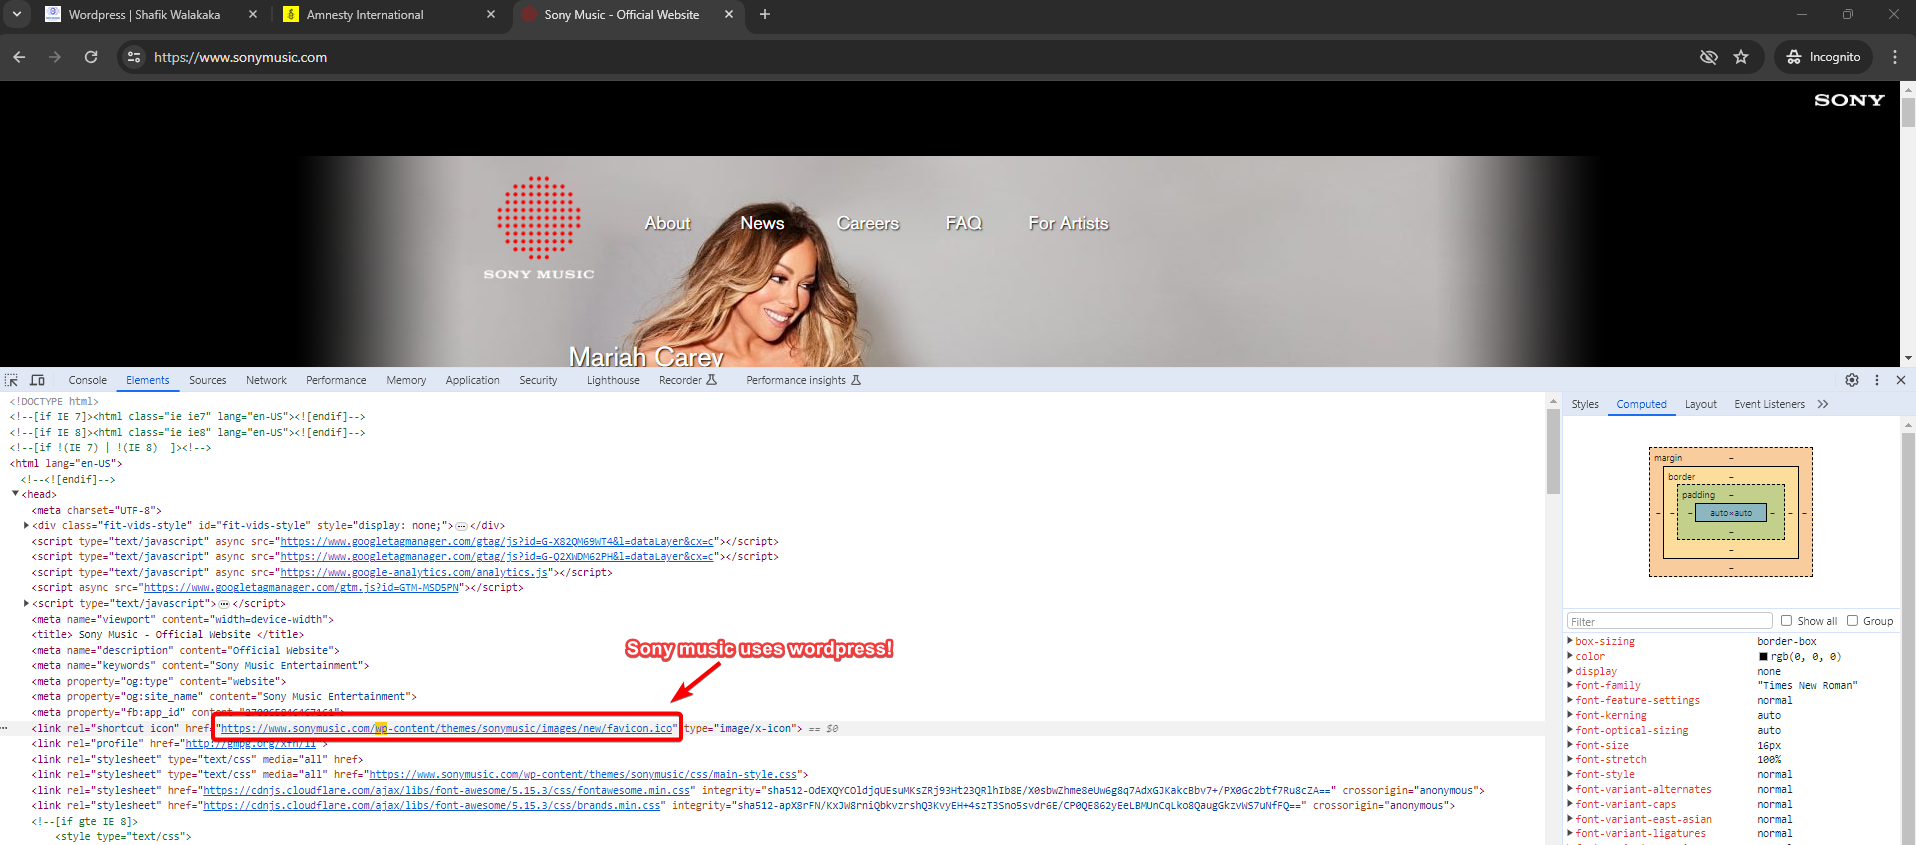 Wordpress | Shafik Walakaka
Amnesty International
Sony Music - Official Website
https://www.sonymusic.com
Incognito
SONY
About News Careers FAQ For Artists
SONY MUSIC
Mariah Carey
Console Elements Sources Network Performance Memory Application Security Lighthouse Recorder Performance insights
<!DOCTYPE html>
<!--[if IE 7]><html class="ie ie7" lang="en-US"><![endif]-->
<!--[if IE 8]><html class="ie ie8" lang="en-US"><![endif]-->
<!--[if !(IE 7) | !(IE 8)  ]><!-->
<html lang="en-US">
<!--<![endif]-->
<head>
<meta charset="UTF-8">
<div class="fit-vids-style" id="fit-vids-style" style="display: none;">…</div>
<script type="text/javascript" async src="https://www.googletagmanager.com/gtag/js?id=G-X82QM69WT4&l=dataLayer&cx=c"></script>
<script type="text/javascript" async src="https://www.googletagmanager.com/gtag/js?id=G-Q2XWDM62PH&l=dataLayer&cx=c"></script>
<script type="text/javascript" async src="https://www.google-analytics.com/analytics.js"></script>
<script async src="https://www.googletagmanager.com/gtm.js?id=GTM-MSD5PN"></script>
<script type="text/javascript">…</script>
<meta name="viewport" content="width=device-width">
<title> Sony Music - Official Website </title>
<meta name="description" content="Official Website">
<meta name="keywords" content="Sony Music Entertainment">
<meta property="og:type" content="website">
<meta property="og:site_name" content="Sony Music Entertainment">
<meta property="fb:app_id" content=
Sony music uses wordpress!
<link rel="shortcut icon" href="https://www.sonymusic.com/wp-content/themes/sonymusic/images/new/favicon.ico" type="image/x-icon"> == $0
<link rel="profile" href="http://gmpg.org/xfn/11">
<link rel="stylesheet" type="text/css" media="all" href>
<link rel="stylesheet" type="text/css" media="all" href="https://www.sonymusic.com/wp-content/themes/sonymusic/css/main-style.css">
<link rel="stylesheet" href="https://cdnjs.cloudflare.com/ajax/libs/font-awesome/5.15.3/css/fontawesome.min.css" integrity= crossorigin="anonymous">
<link rel="stylesheet" href="https://cdnjs.cloudflare.com/ajax/libs/font-awesome/5.15.3/css/brands.min.css" integrity= crossorigin="anonymous">
<!--[if gte IE 8]>
<style type="text/css">
Styles Computed Layout Event Listeners
margin -
border -
padding -
- - - auto×auto - - -
-
-
-
Filter Show all Group
box-sizing border-box
color rgb(0, 0, 0)
display none
font-family "Times New Roman"
font-feature-settings normal
font-kerning auto
font-optical-sizing auto
font-size 16px
font-stretch 100%
font-style normal
font-variant-alternates normal
font-variant-caps normal
font-variant-east-asian normal
font-variant-ligatures normal